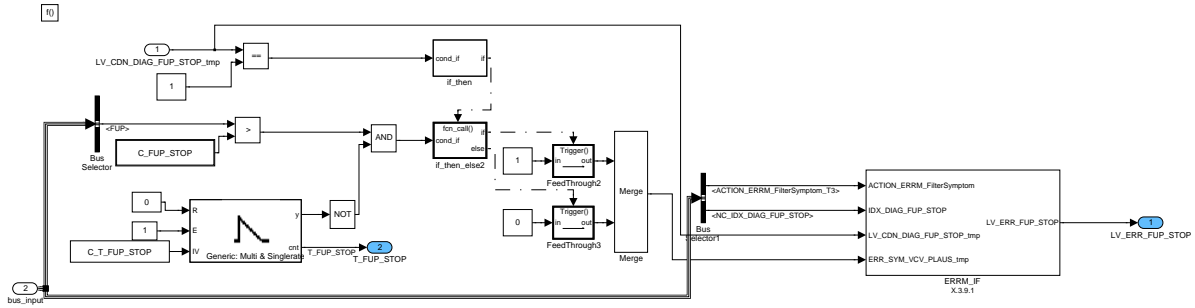 f()
1
LV_CDN_DIAG_FUP_STOP_tmp
==
1
cond_if
if
if_then
<FUP>
Bus
Selector
C_FUP_STOP
>
AND
fcn_call()
cond_if
if
else
if_then_else2
1
Trigger()
in
out
FeedThrough2
0
Trigger()
in
out
FeedThrough3
Merge
Merge
0
1
C_T_FUP_STOP
R
E
IV
y
cnt
Generic: Multi & Singlerate
NOT
T_FUP_STOP
2
T_FUP_STOP
2
bus_input
<ACTION_ERRM_FilterSymptom_T3>
<NC_IDX_DIAG_FUP_STOP>
Bus
Selector1
ACTION_ERRM_FilterSymptom
IDX_DIAG_FUP_STOP
LV_CDN_DIAG_FUP_STOP_tmp
ERR_SYM_VCV_PLAUS_tmp
LV_ERR_FUP_STOP
ERRM_IF
X.3.9.1
1
LV_ERR_FUP_STOP